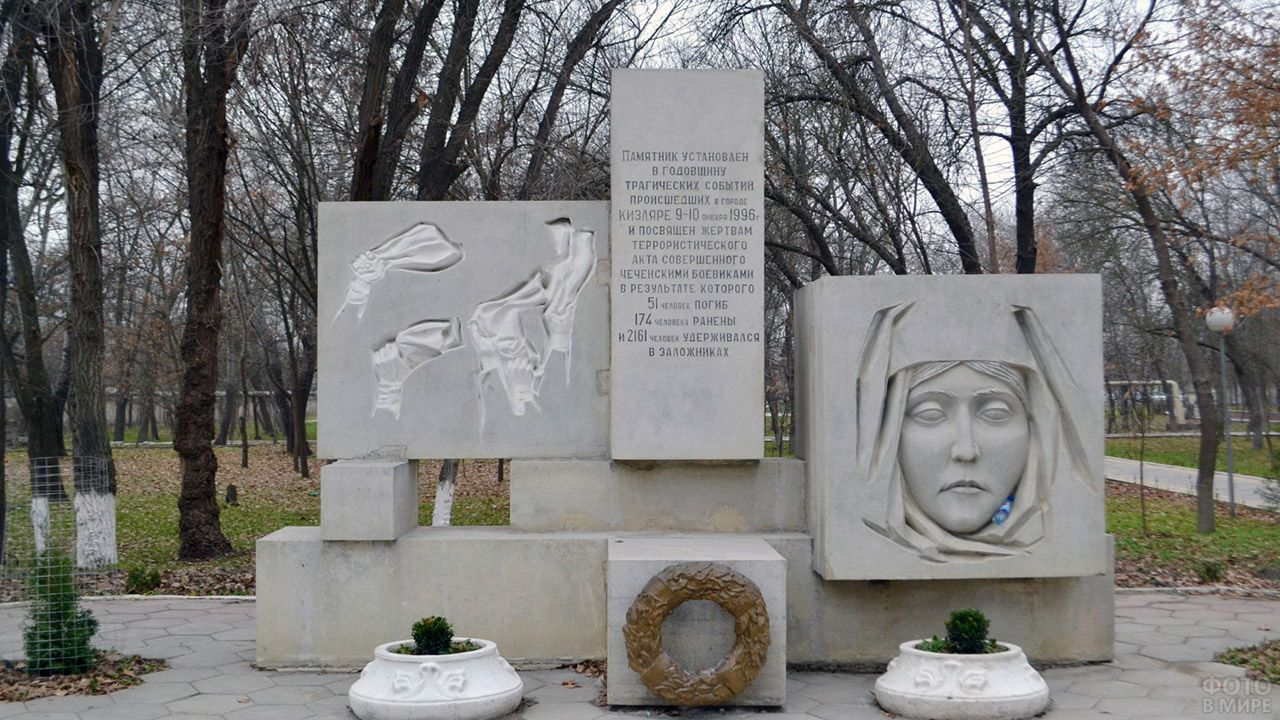 Памятник установлен
в годовщину
трагических событий
происшедших в городе
Кизляре 9-10 января 1996г
и посвящен жертвам
террористического
акта совершенного
чеченскими боевиками
в результате которого
51 человек погиб
174 человека ранены
и 2161 человек удерживался
в заложниках
ФОТО
В МИРЕ